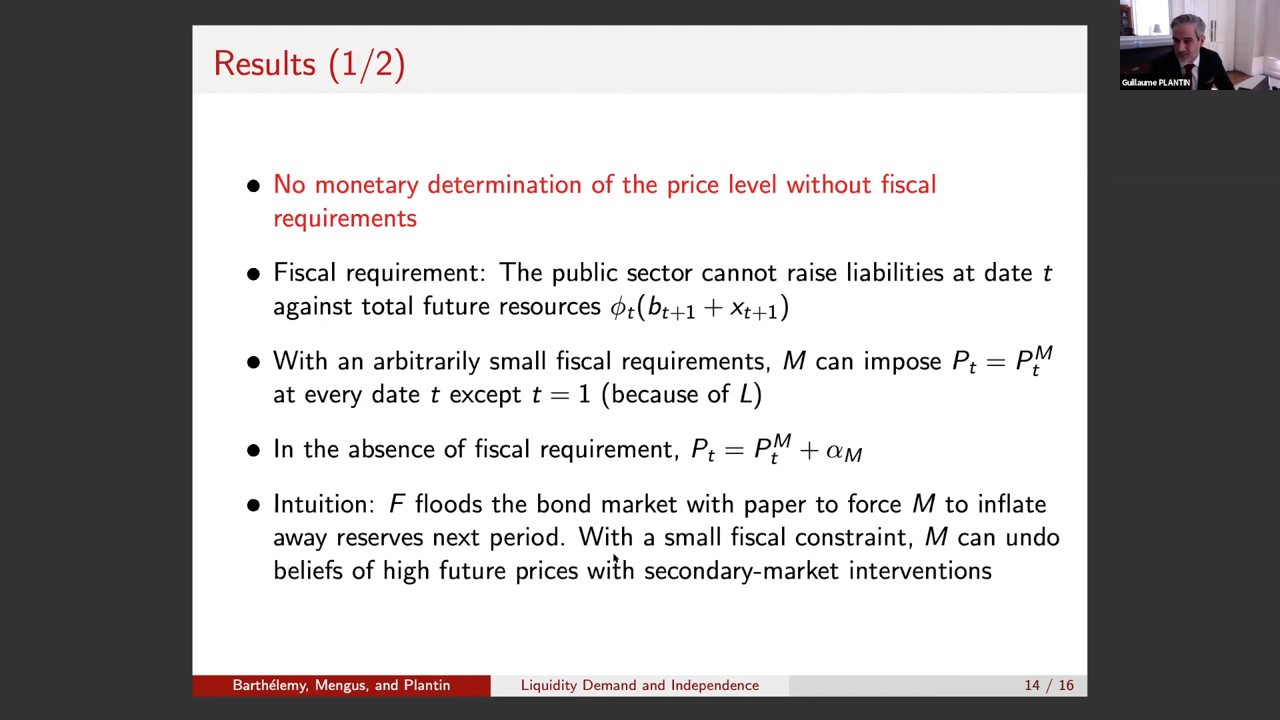 Results (1/2)
Guillaume PLANTIN
• No monetary determination of the price level without fiscal
requirements
• Fiscal requirement: The public sector cannot raise liabilities at date t
against total future resources ϕ_t(b_{t+1} + x_{t+1})
• With an arbitrarily small fiscal requirements, M can impose P_t = P_t^M
at every date t except t = 1 (because of L)
• In the absence of fiscal requirement, P_t = P_t^M + α_M
• Intuition: F floods the bond market with paper to force M to inflate
away reserves next period. With a small fiscal constraint, M can undo
beliefs of high future prices with secondary-market interventions
Barthélemy, Mengus, and Plantin
Liquidity Demand and Independence
14 / 16